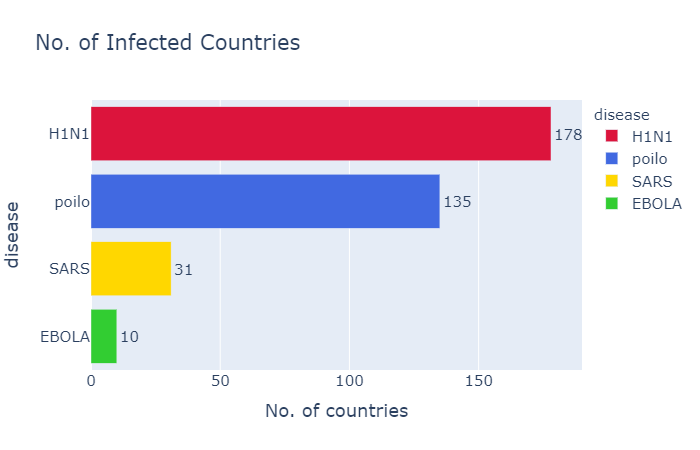 No. of Infected Countries
disease
H1N1
178
poilo
135
SARS
31
EBOLA
10
0
50
100
150
No. of countries
disease
H1N1
poilo
SARS
EBOLA